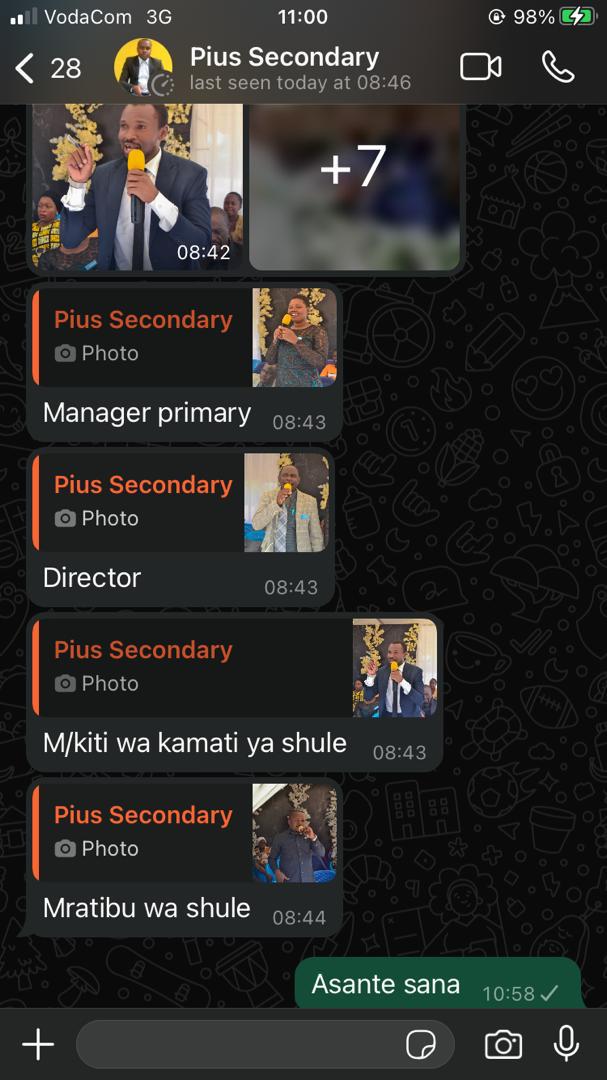 VodaCom 3G 11:00 98%
28 Pius Secondary
last seen today at 08:46
+7
08:42
Pius Secondary
Photo
Manager primary 08:43
Pius Secondary
Photo
Director 08:43
Pius Secondary
Photo
M/kiti wa kamati ya shule 08:43
Pius Secondary
Photo
Mratibu wa shule 08:44
Asante sana 10:58